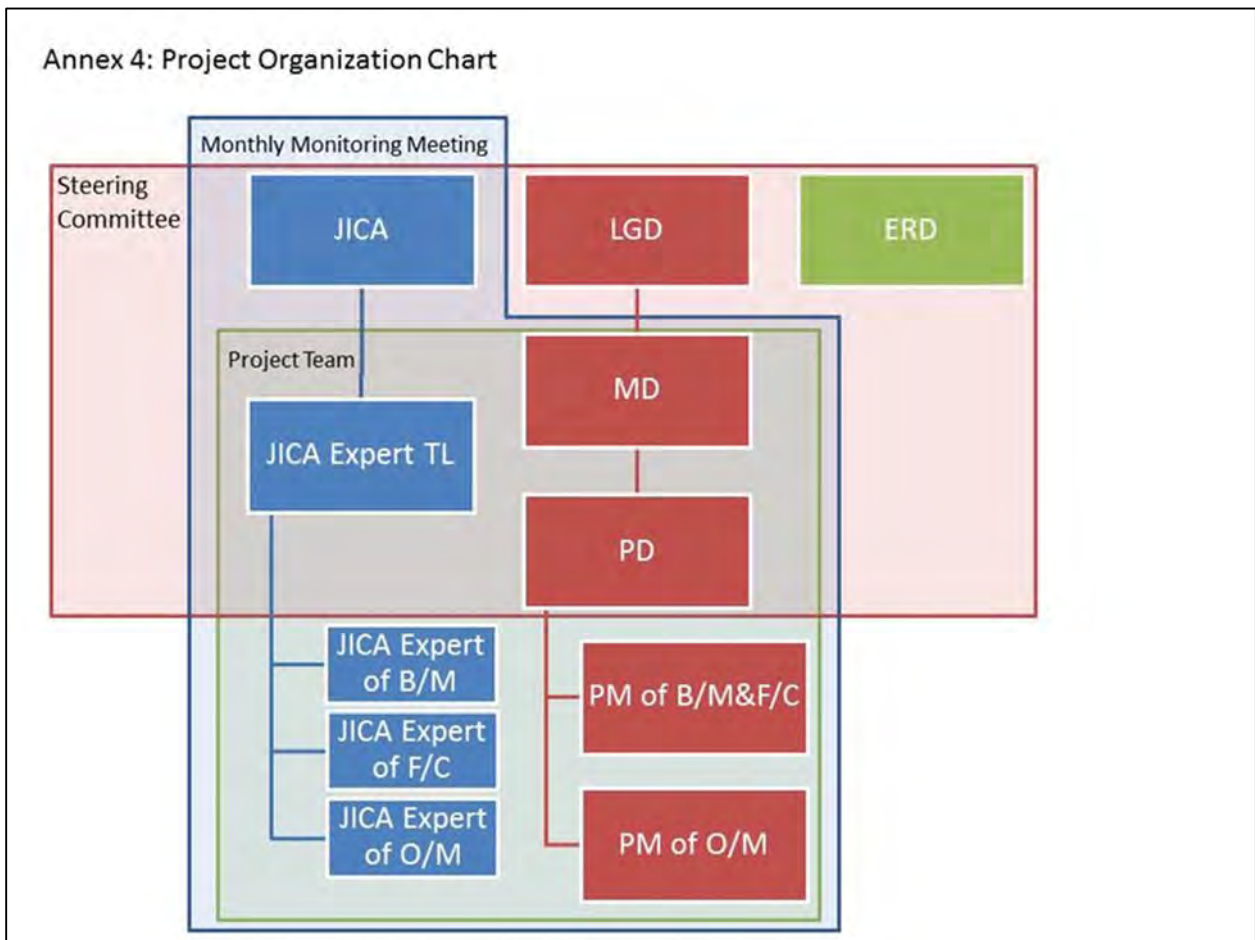 Annex 4: Project Organization Chart
Monthly Monitoring Meeting
Steering
Committee
JICA
LGD
ERD
Project Team
MD
JICA Expert TL
PD
JICA Expert
of B/M
PM of B/M&F/C
JICA Expert
of F/C
JICA Expert
of O/M
PM of O/M